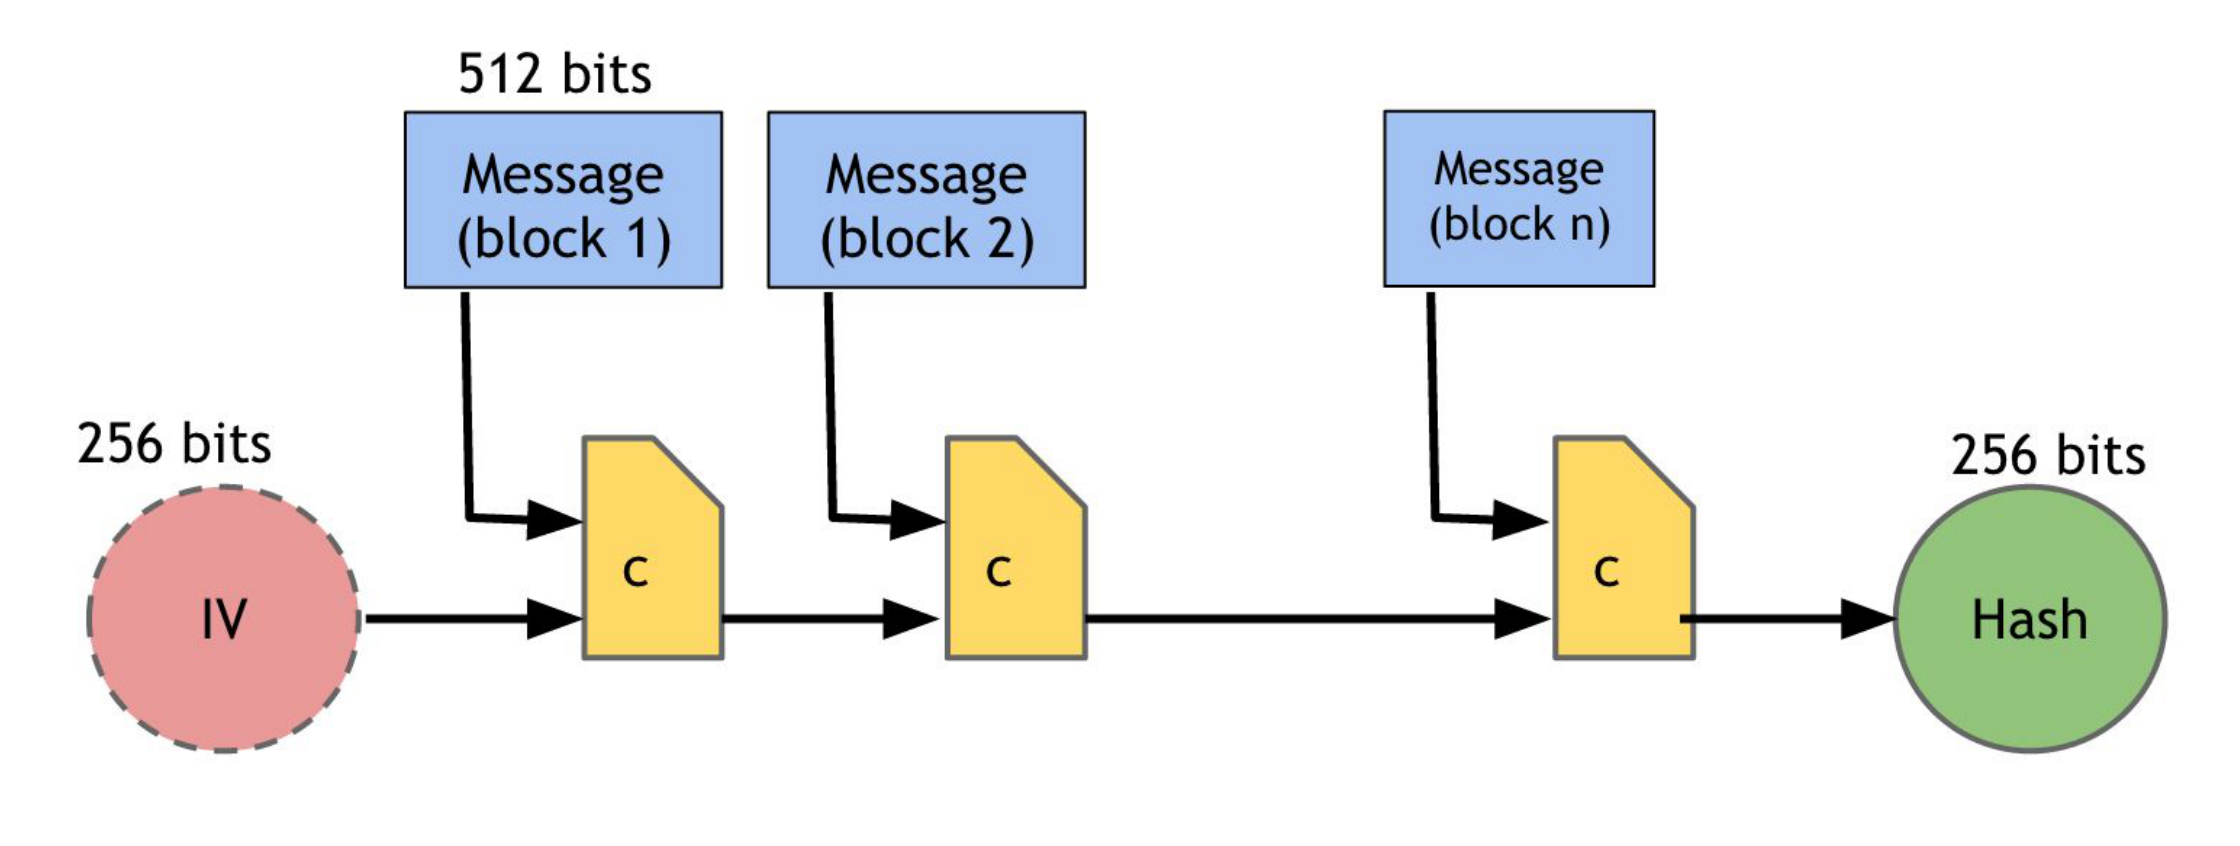 512 bits
Message
(block 1)
Message
(block 2)
Message
(block n)
256 bits
IV
c
c
c
256 bits
Hash